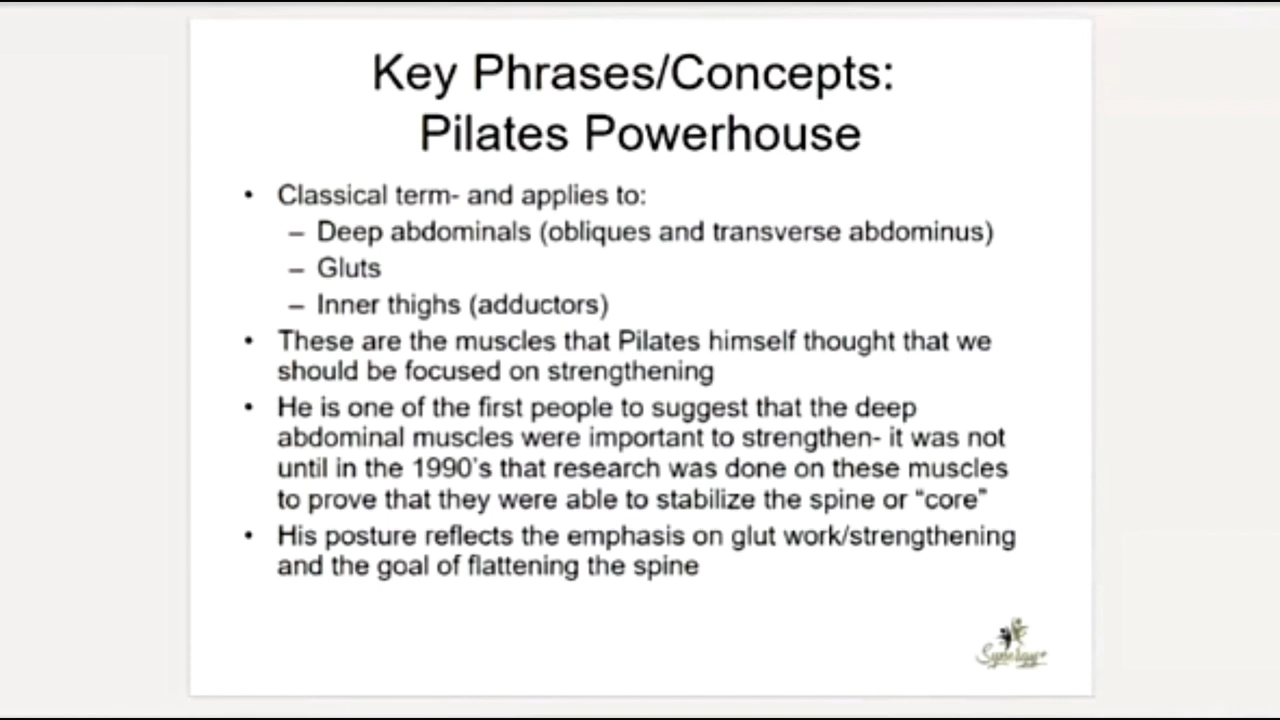 Key Phrases/Concepts:
Pilates Powerhouse
• Classical term- and applies to:
– Deep abdominals (obliques and transverse abdominus)
– Gluts
– Inner thighs (adductors)
• These are the muscles that Pilates himself thought that we
should be focused on strengthening
• He is one of the first people to suggest that the deep
abdominal muscles were important to strengthen- it was not
until in the 1990's that research was done on these muscles
to prove that they were able to stabilize the spine or “core”
• His posture reflects the emphasis on glut work/strengthening
and the goal of flattening the spine